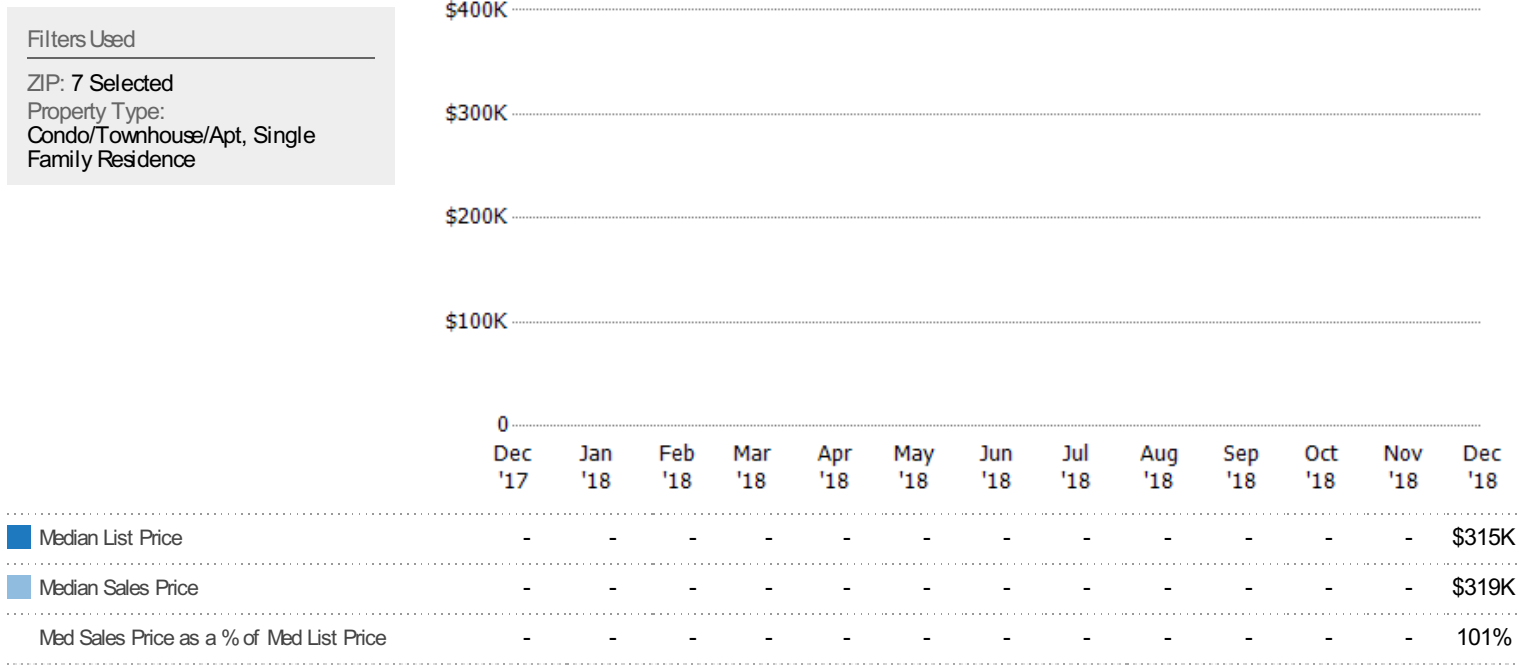 Filters Used
ZIP: 7 Selected
Property Type:
Condo/Townhouse/Apt, Single
Family Residence
$400K
$300K
$200K
$100K
0
Dec Jan Feb Mar Apr May Jun Jul Aug Sep Oct Nov Dec
'17 '18 '18 '18 '18 '18 '18 '18 '18 '18 '18 '18 '18
Median List Price - - - - - - - - - - - - $315K
Median Sales Price - - - - - - - - - - - - $319K
Med Sales Price as a % of Med List Price - - - - - - - - - - - - 101%